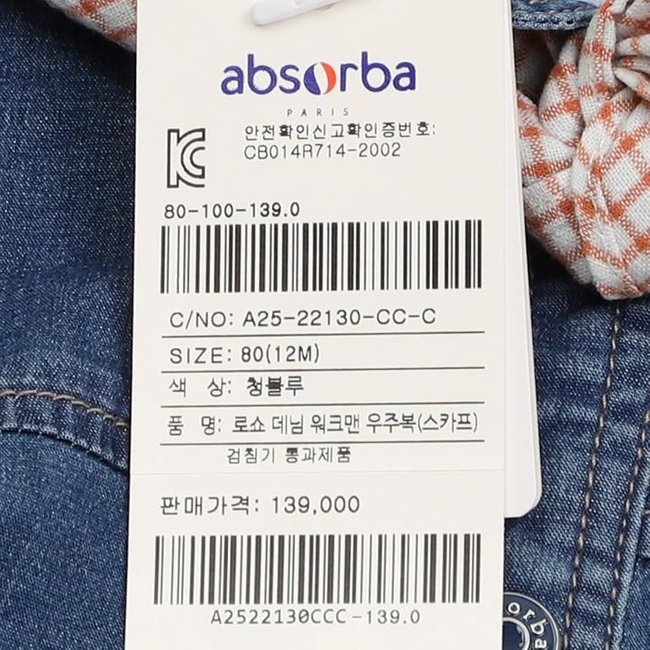 absorba
PARIS
안전확인신고확인증번호:
CB014R714-2002
80-100-139.0
C/NO: A25-22130-CC-C
SIZE: 80(12M)
색 상: 청블루
품 명: 로쇼 데님 워크맨 우주복(스카프)
검침기 통과제품
판매가격: 139,000
A2522130CCC-139.0
orba